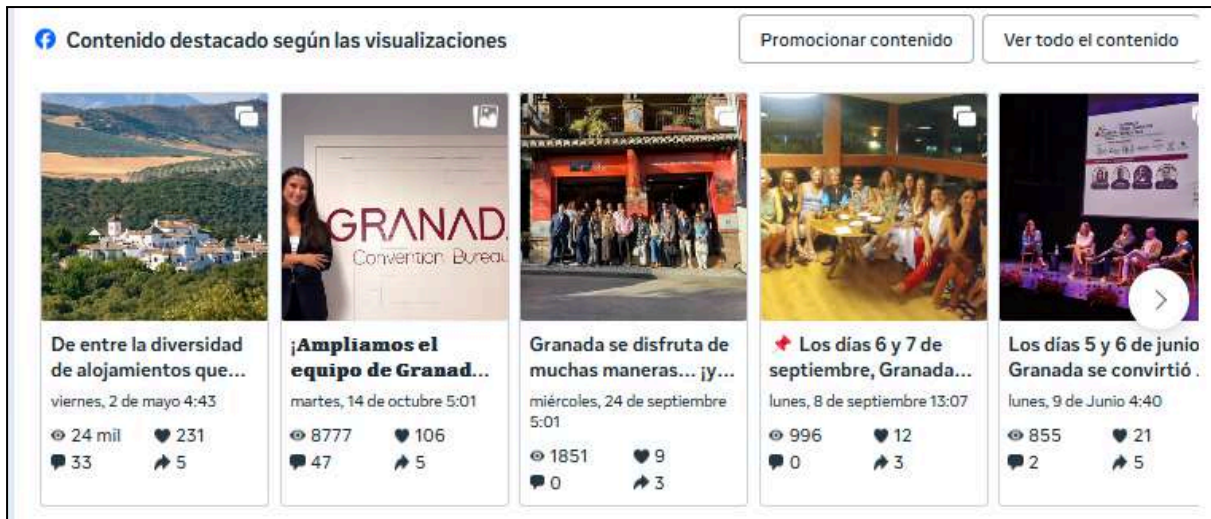 Contenido destacado según las visualizaciones
Promocionar contenido
Ver todo el contenido
GRANAD
Convention Bureau
De entre la diversidad
de alojamientos que...
viernes, 2 de mayo 4:43
24 mil 231
33 5
¡Ampliamos el
equipo de Granad...
martes, 14 de octubre 5:01
8777 106
47 5
Granada se disfruta de
muchas maneras... ¡y...
miércoles, 24 de septiembre
5:01
1851 9
0 3
📌 Los días 6 y 7 de
septiembre, Granada...
lunes, 8 de septiembre 13:07
996 12
0 3
Los días 5 y 6 de junio
Granada se convirtió .
lunes, 9 de Junio 4:40
855 21
2 5